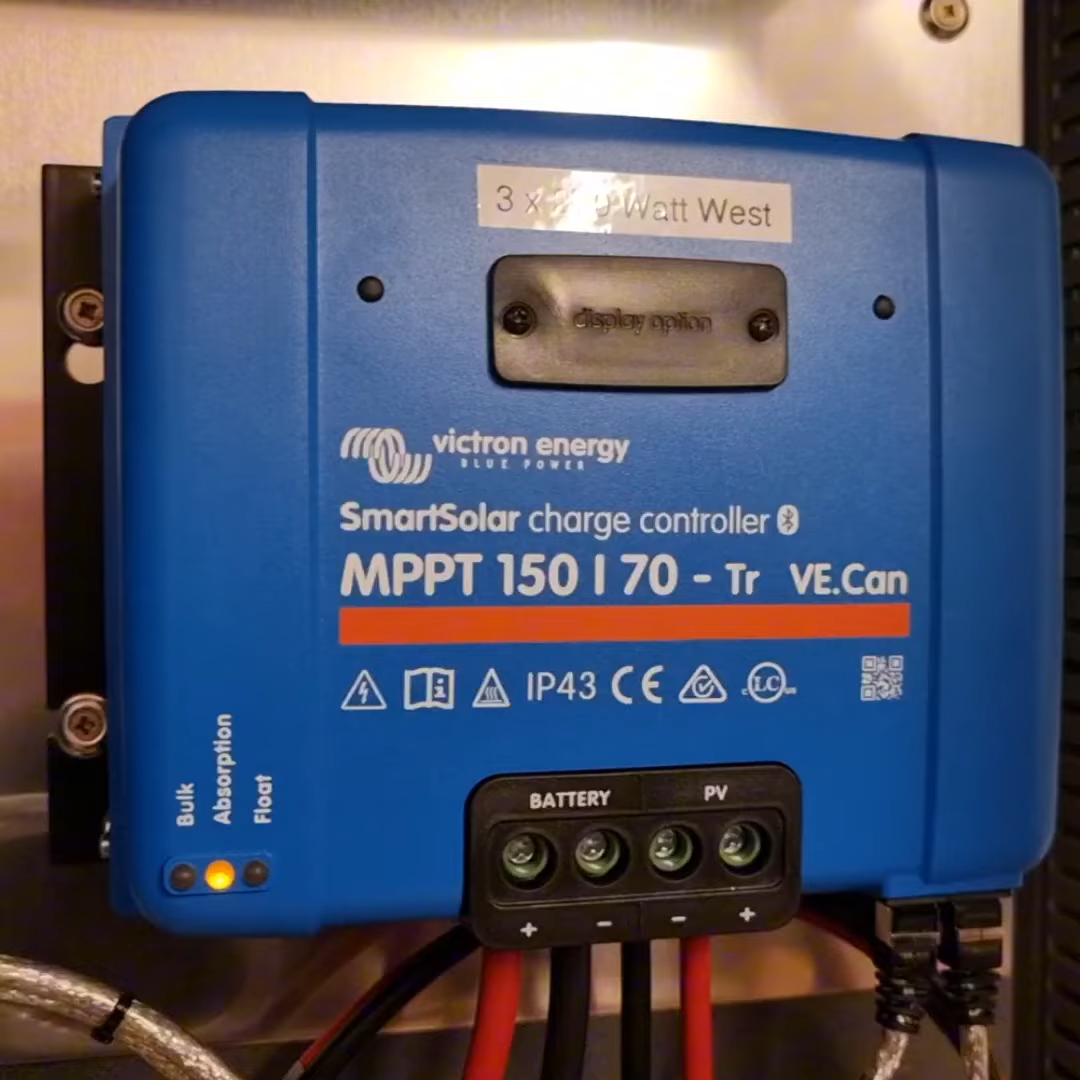 3 x Watt West
display option
victron energy
BLUE POWER
SmartSolar charge controller
MPPT 150 | 70 - Tr VE.Can
IP43 CE
LC
Bulk
Absorption
Float
BATTERY PV
+ - - +